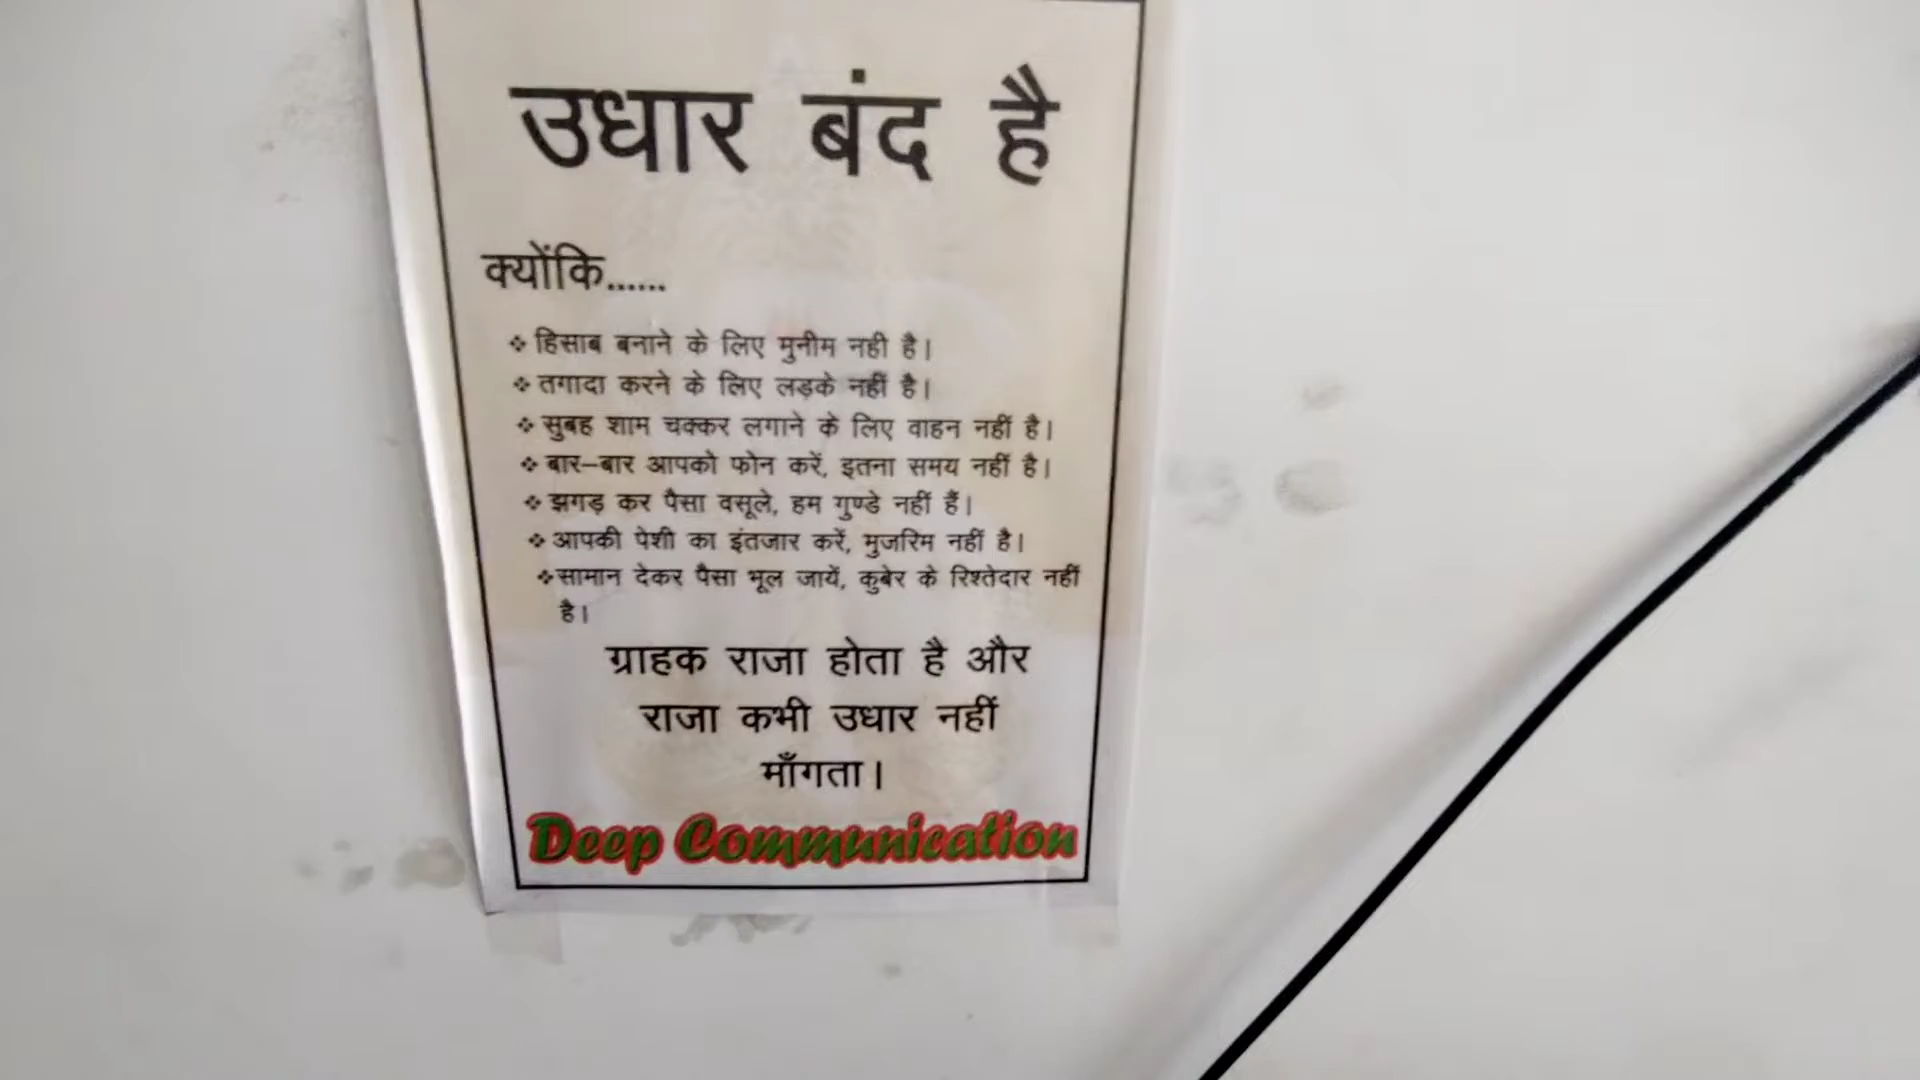 उधार बंद है
क्योंकि......
❖ हिसाब बनाने के लिए मुनीम नही है।
❖ तगादा करने के लिए लड़के नहीं है।
❖ सुबह शाम चक्कर लगाने के लिए वाहन नहीं है।
❖ बार–बार आपको फोन करें, इतना समय नहीं है।
❖ झगड़ कर पैसा वसूले, हम गुण्डे नहीं हैं।
❖ आपकी पेशी का इंतजार करें, मुजरिम नहीं है।
❖ सामान देकर पैसा भूल जायें, कुबेर के रिश्तेदार नहीं
है।
ग्राहक राजा होता है और
राजा कभी उधार नहीं
माँगता।
Deep Communication